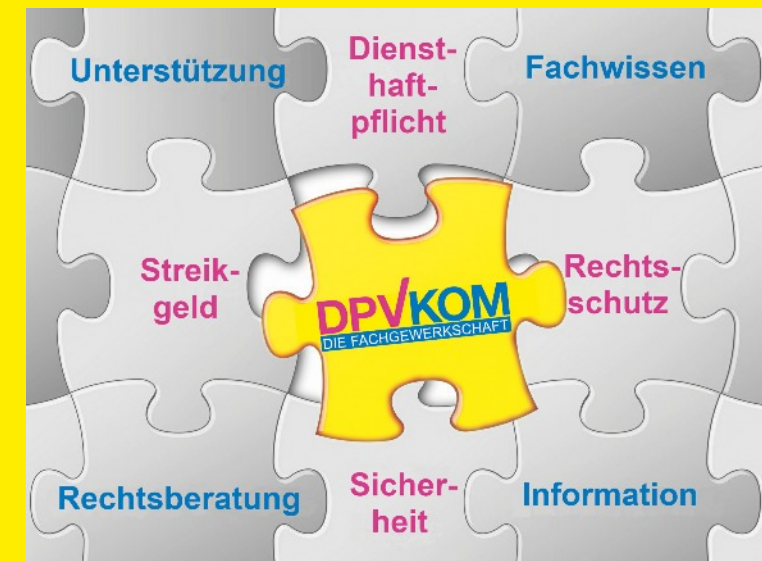 Unterstützung
Dienst-
haft-
pflicht
Fachwissen
Streik-
geld
DPVKOM
DIE FACHGEWERKSCHAFT
Rechts-
schutz
Rechtsberatung
Sicher-
heit
Information